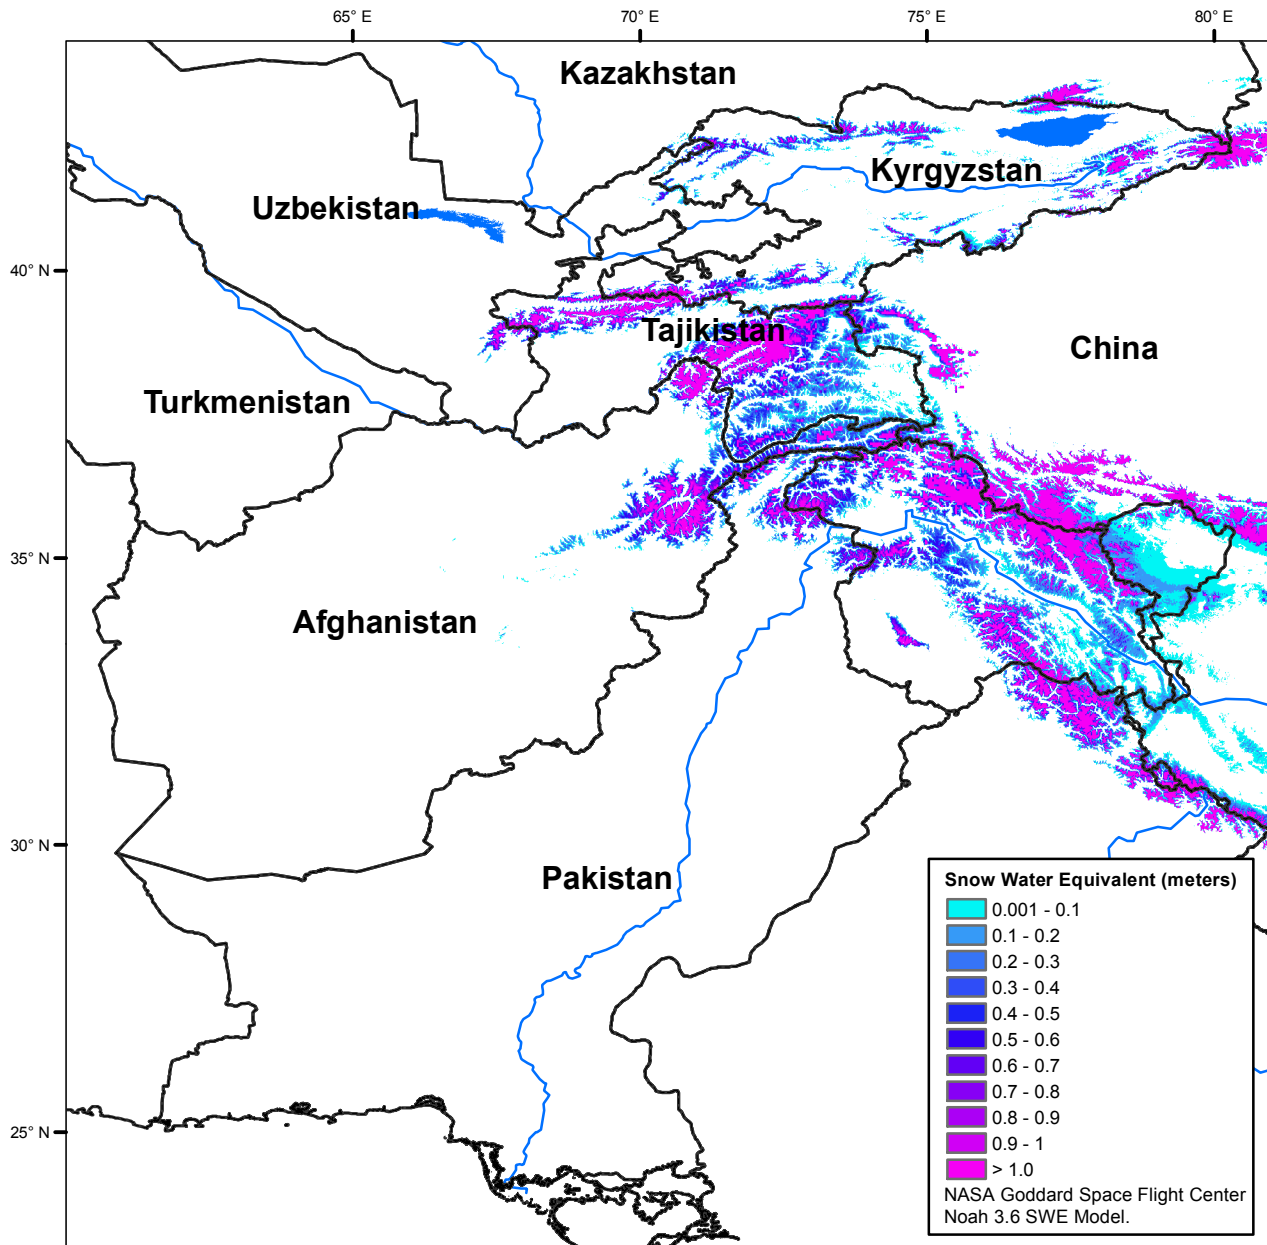 65° E
70° E
75° E
80° E
Kazakhstan
Kyrgyzstan
Uzbekistan
40° N
Tajikistan
China
Turkmenistan
35° N
Afghanistan
30° N
Pakistan
25° N
Snow Water Equivalent (meters)
0.001 - 0.1
0.1 - 0.2
0.2 - 0.3
0.3 - 0.4
0.4 - 0.5
0.5 - 0.6
0.6 - 0.7
0.7 - 0.8
0.8 - 0.9
0.9 - 1
> 1.0
NASA Goddard Space Flight Center
Noah 3.6 SWE Model.